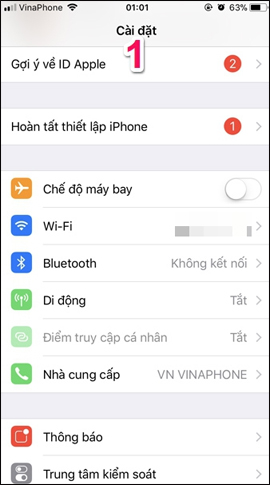 VinaPhone 01:01 63%
Cài đặt
1
Gợi ý về ID Apple 2
Hoàn tất thiết lập iPhone 1
Chế độ máy bay
Wi-Fi
Bluetooth Không kết nối
Di động Tắt
Điểm truy cập cá nhân Tắt
Nhà cung cấp VN VINAPHONE
Thông báo
Trung tâm kiểm soát